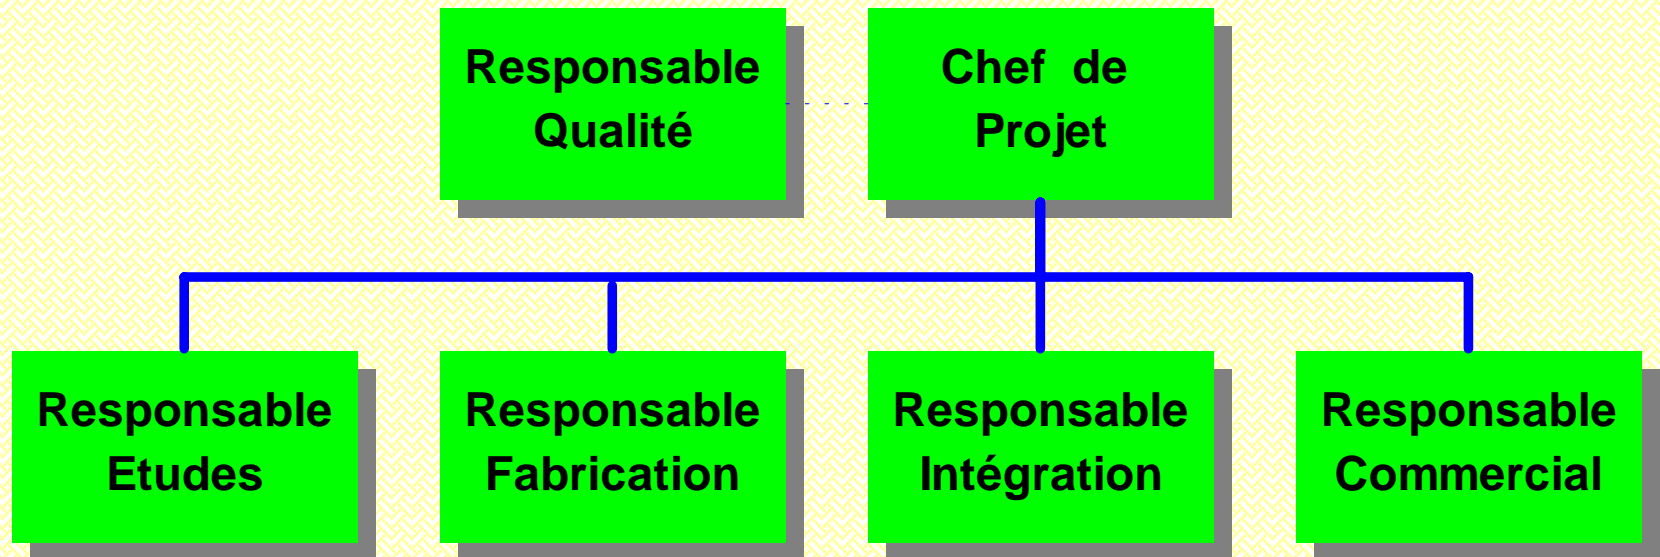 Responsable
Qualité
Chef de
Projet
Responsable
Etudes
Responsable
Fabrication
Responsable
Intégration
Responsable
Commercial